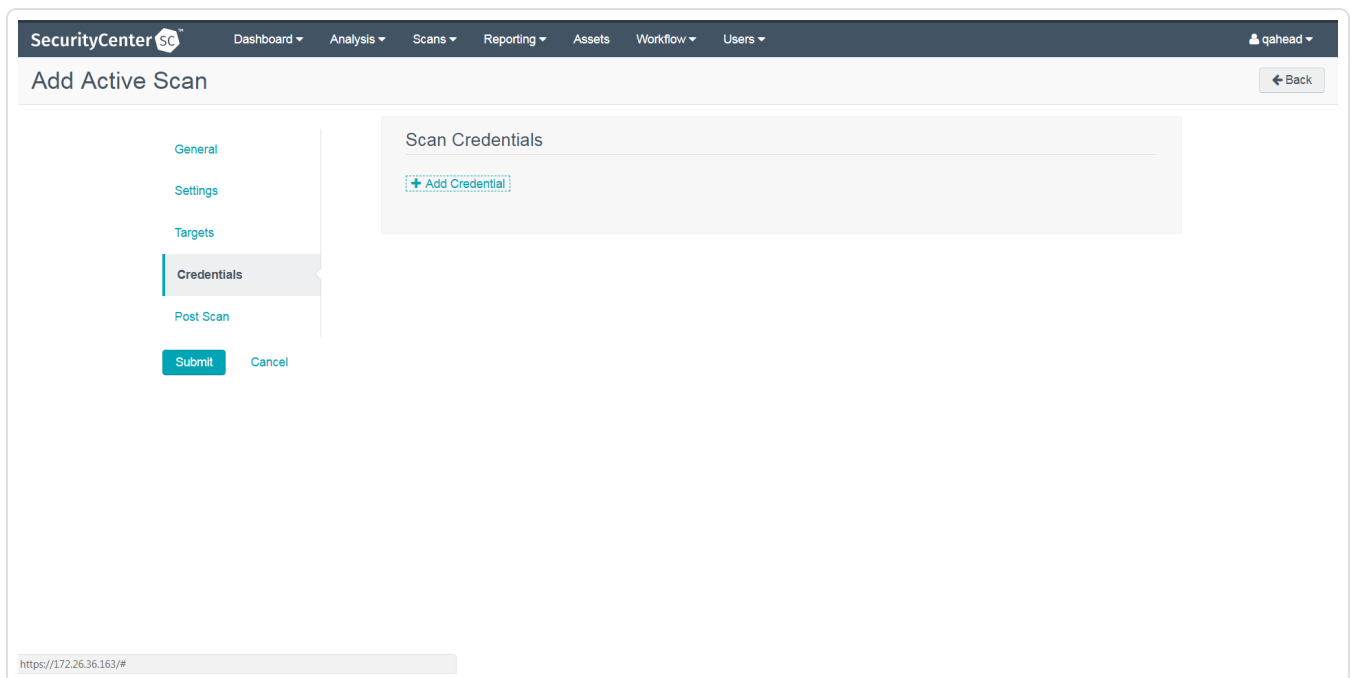 SecurityCenter SC™ Dashboard Analysis Scans Reporting Assets Workflow Users qahead
Add Active Scan
Back
General
Settings
Targets
Credentials
Post Scan
Submit Cancel
Scan Credentials
+ Add Credential
https://172.26.36.163/#